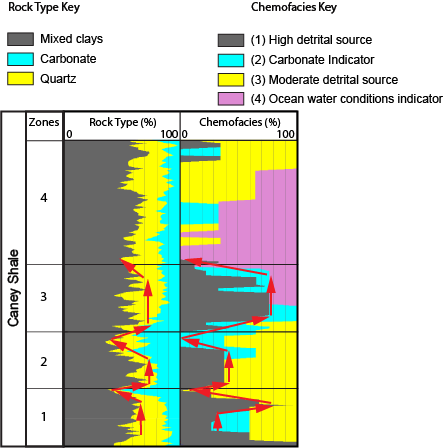 Rock Type Key
Mixed clays
Carbonate
Quartz
Chemofacies Key
(1) High detrital source
(2) Carbonate Indicator
(3) Moderate detrital source
(4) Ocean water conditions indicator
Zones
Rock Type (%)
0
100
Chemofacies (%)
0
100
Caney Shale
4
3
2
1